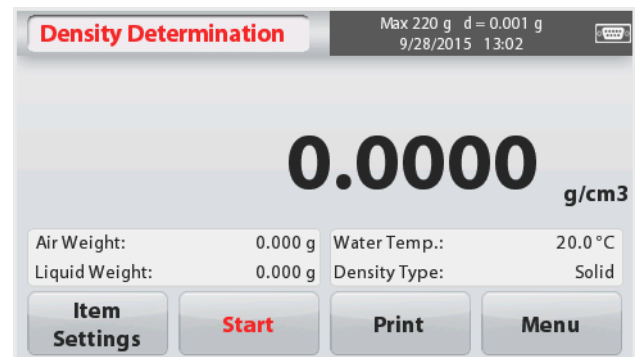 Density Determination
Max 220 g d = 0.001 g
9/28/2015 13:02
0.0000
g/cm3
Air Weight: 0.000 g
Liquid Weight: 0.000 g
Water Temp.: 20.0 °C
Density Type: Solid
Item
Settings
Start
Print
Menu